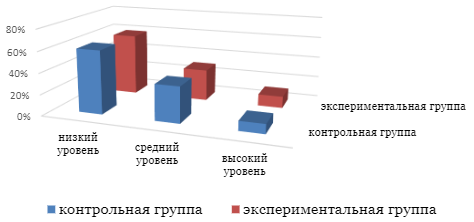 80%
60%
40%
20%
0%
низкий
уровень
средний
уровень
высокий
уровень
экспериментальная группа
контрольная группа
контрольная группа экспериментальная группа